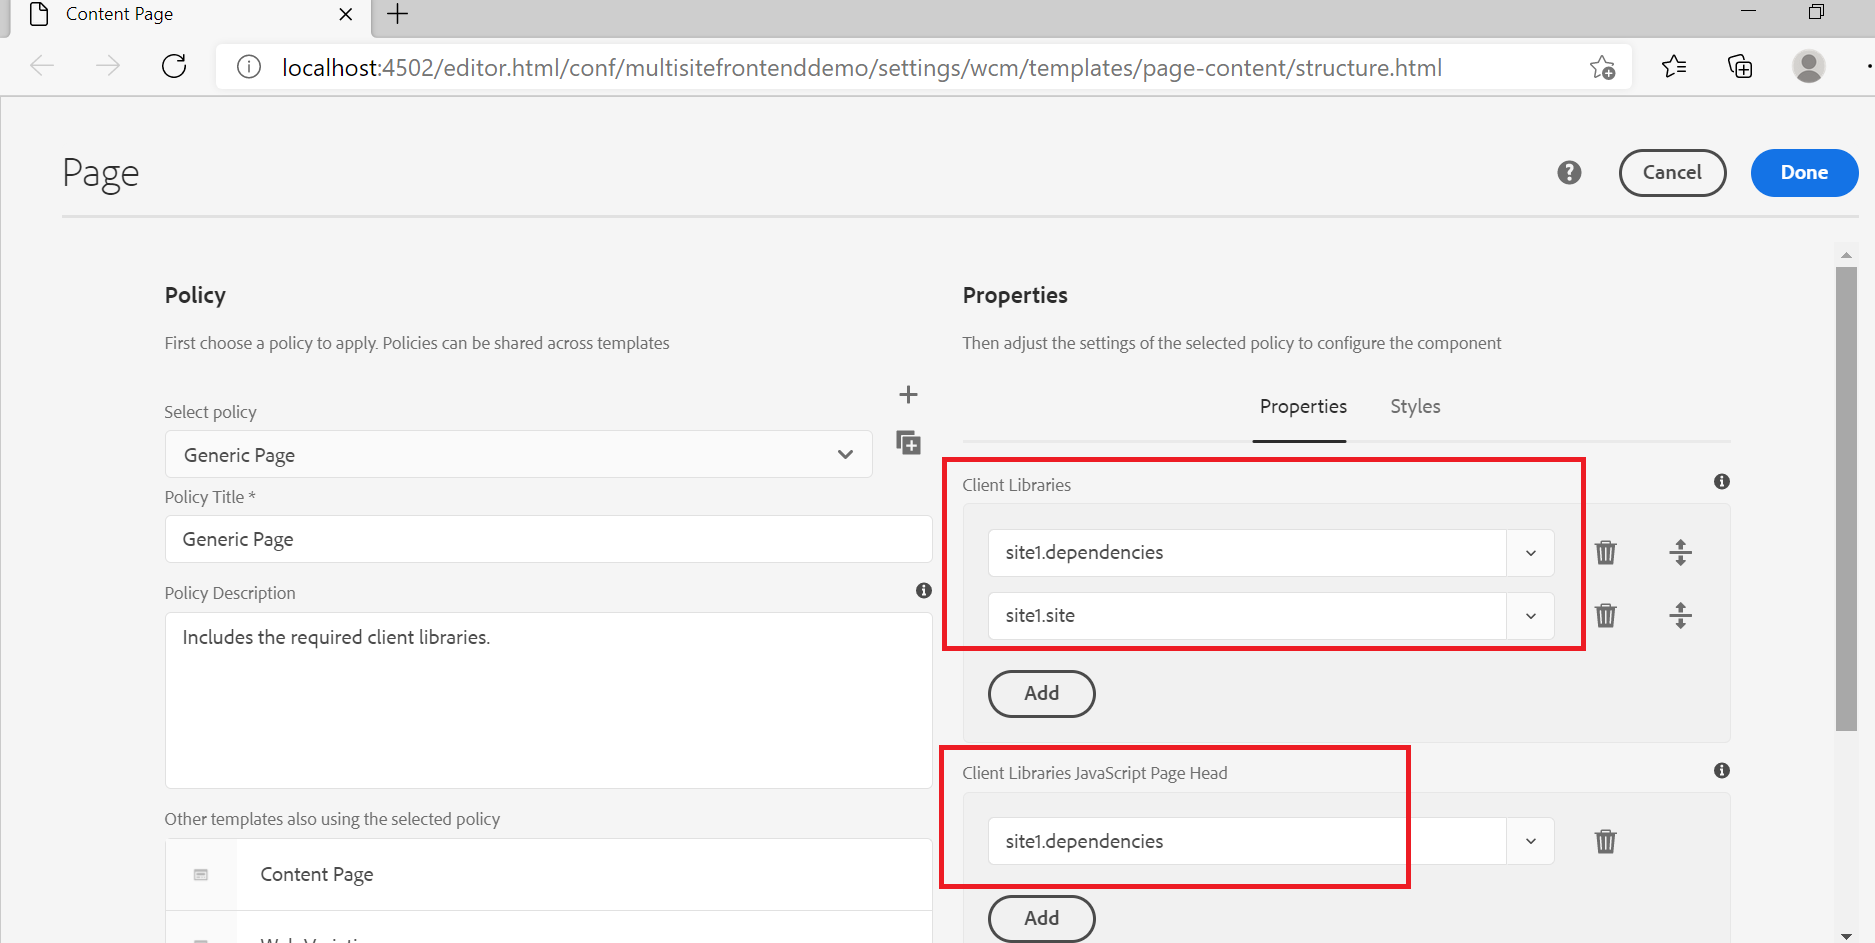 Content Page
localhost:4502/editor.html/conf/multisitefrontenddemo/settings/wcm/templates/page-content/structure.html
Page
Cancel
Done
Policy
First choose a policy to apply. Policies can be shared across templates
Select policy
Generic Page
Policy Title *
Generic Page
Policy Description
Includes the required client libraries.
Other templates also using the selected policy
Content Page
Properties
Then adjust the settings of the selected policy to configure the component
Properties Styles
Client Libraries
site1.dependencies
site1.site
Add
Client Libraries JavaScript Page Head
site1.dependencies
Add